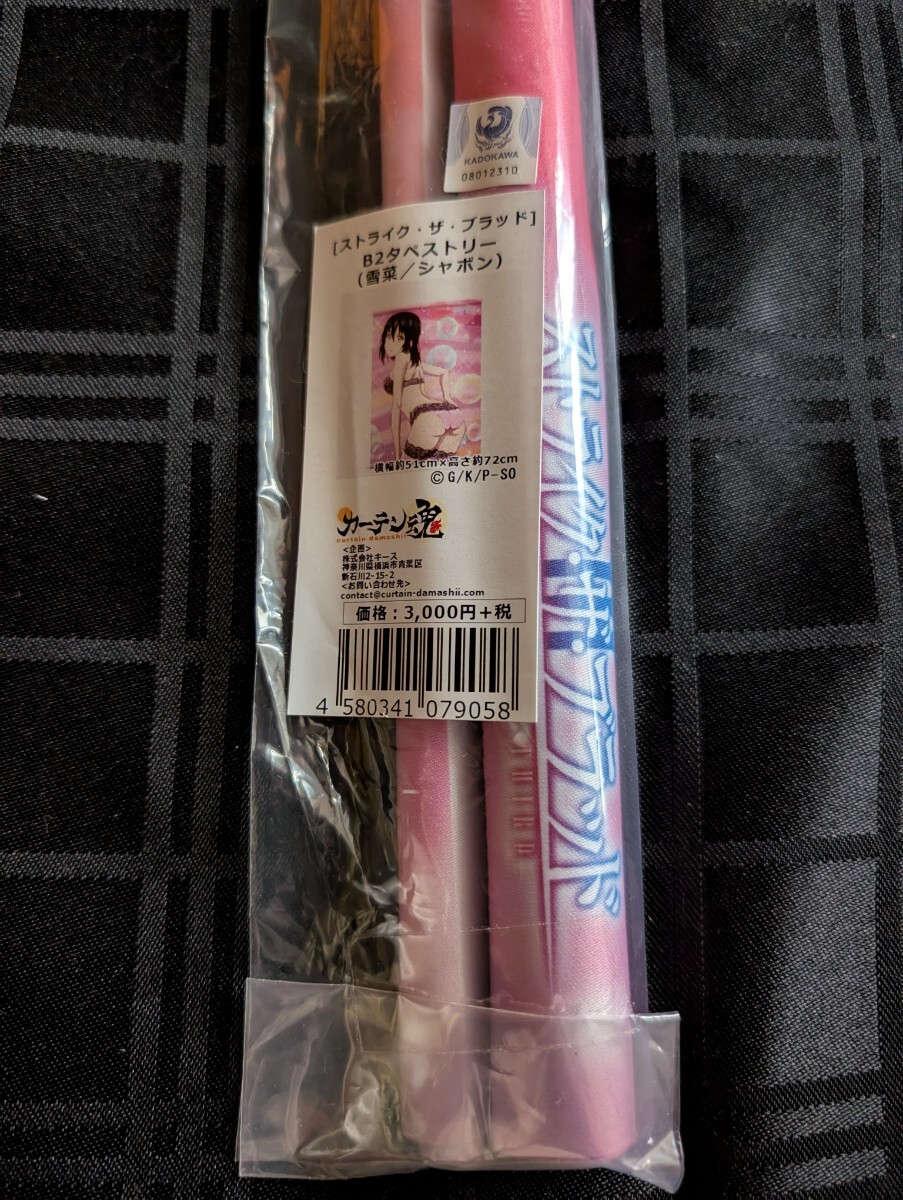 KADOKAWA
08012310
[ストライク・ザ・ブラッド]
B2タペストリー
(雪菜／シャボン)
横幅約51cm×高さ約72cm
© G/K/P-SO
カーテン魂
curtain damashii
<企画>
株式会社キース
神奈川県横浜市青葉区
新石川2-15-2
<お問い合わせ先>
contact@curtain-damashii.com
価格：3,000円+税
4 580341 079058
ストライク・ザ・ブラッド